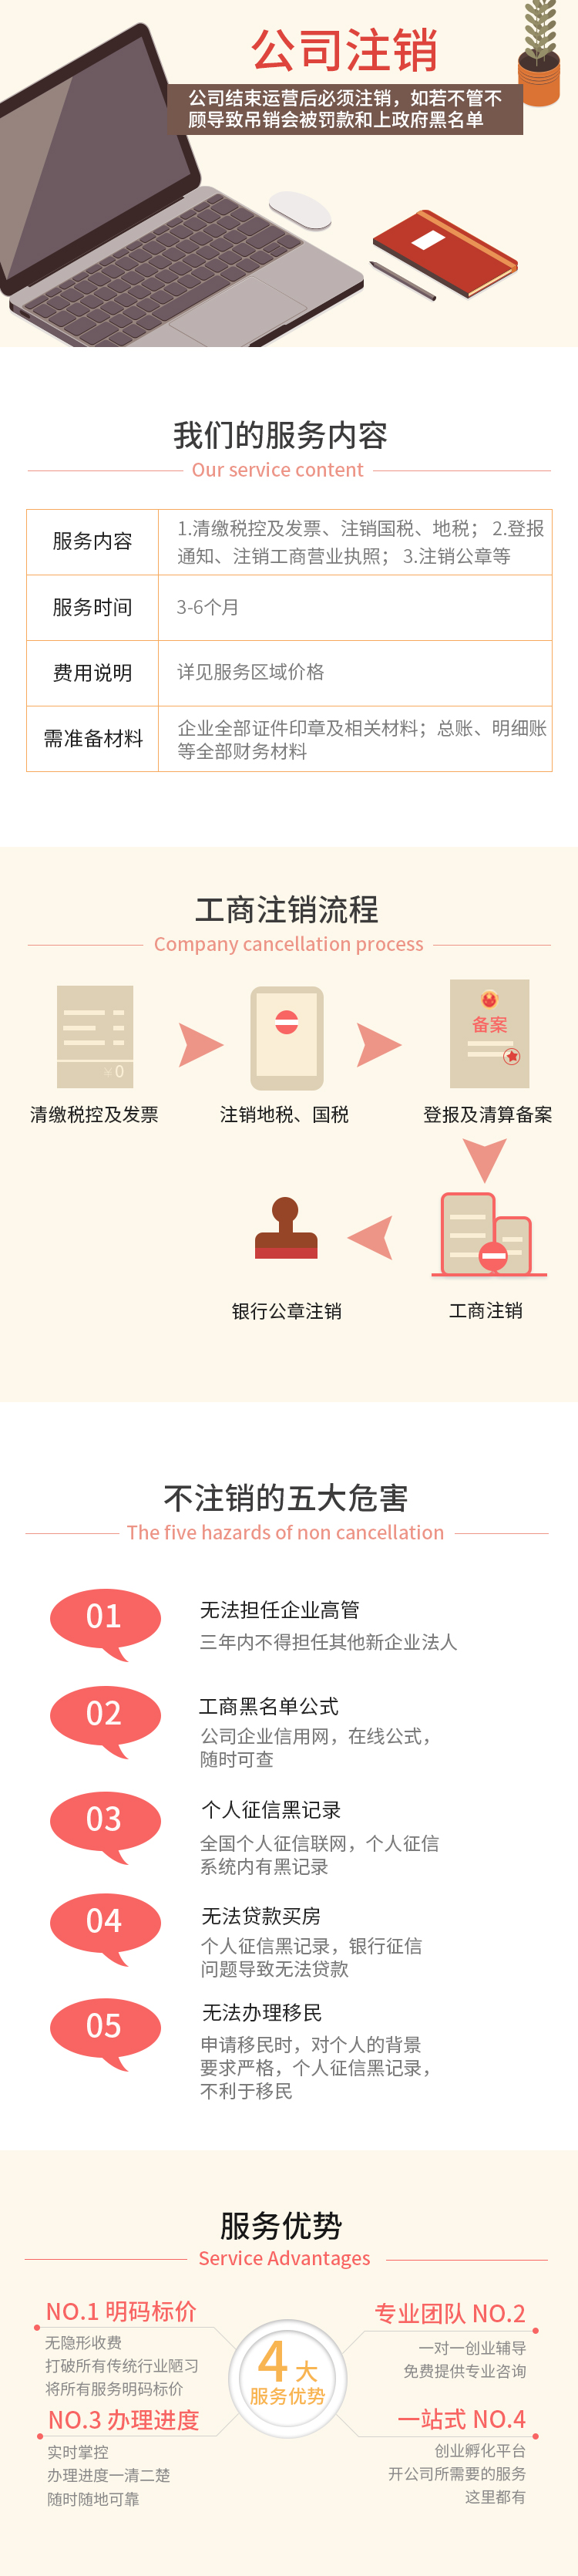 公司注销
公司结束运营后必须注销，如若不管不
顾导致吊销会被罚款和上政府黑名单
我们的服务内容
Our service content
服务内容
1.清缴税控及发票、注销国税、地税； 2.登报
通知、注销工商营业执照； 3.注销公章等
服务时间
3-6个月
费用说明
详见服务区域价格
需准备材料
企业全部证件印章及相关材料；总账、明细账
等全部财务材料
工商注销流程
Company cancellation process
¥0
备案
清缴税控及发票
注销地税、国税
登报及清算备案
银行公章注销
工商注销
不注销的五大危害
The five hazards of non cancellation
01
无法担任企业高管
三年内不得担任其他新企业法人
02
工商黑名单公式
公司企业信用网，在线公式，
随时可查
03
个人征信黑记录
全国个人征信联网，个人征信
系统内有黑记录
04
无法贷款买房
个人征信黑记录，银行征信
问题导致无法贷款
05
无法办理移民
申请移民时，对个人的背景
要求严格，个人征信黑记录，
不利于移民
服务优势
Service Advantages
NO.1 明码标价
无隐形收费
打破所有传统行业陋习
将所有服务明码标价
专业团队 NO.2
一对一创业辅导
免费提供专业咨询
4 大
服务优势
NO.3 办理进度
实时掌控
办理进度一清二楚
随时随地可靠
一站式 NO.4
创业孵化平台
开公司所需要的服务
这里都有